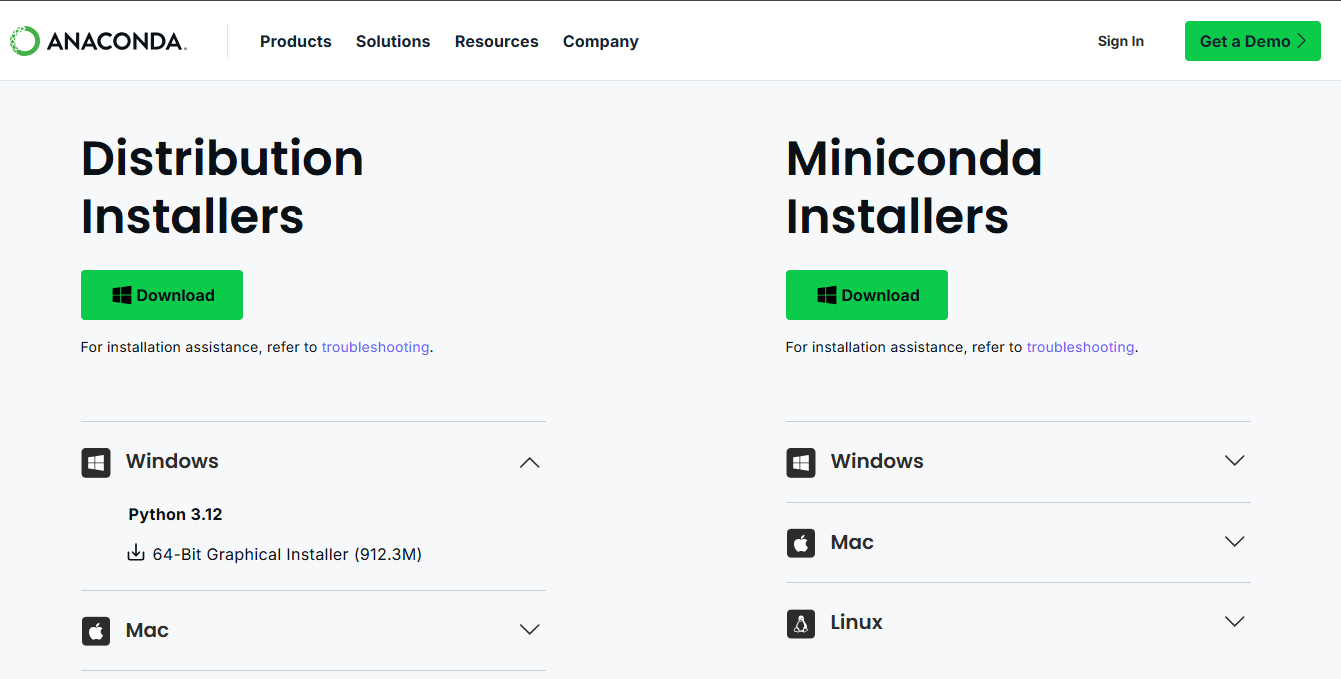 ANACONDA.
Products Solutions Resources Company
Sign In
Get a Demo
Distribution
Installers
Download
For installation assistance, refer to troubleshooting.
Windows
Python 3.12
64-Bit Graphical Installer (912.3M)
Mac
Miniconda
Installers
Download
For installation assistance, refer to troubleshooting.
Windows
Mac
Linux